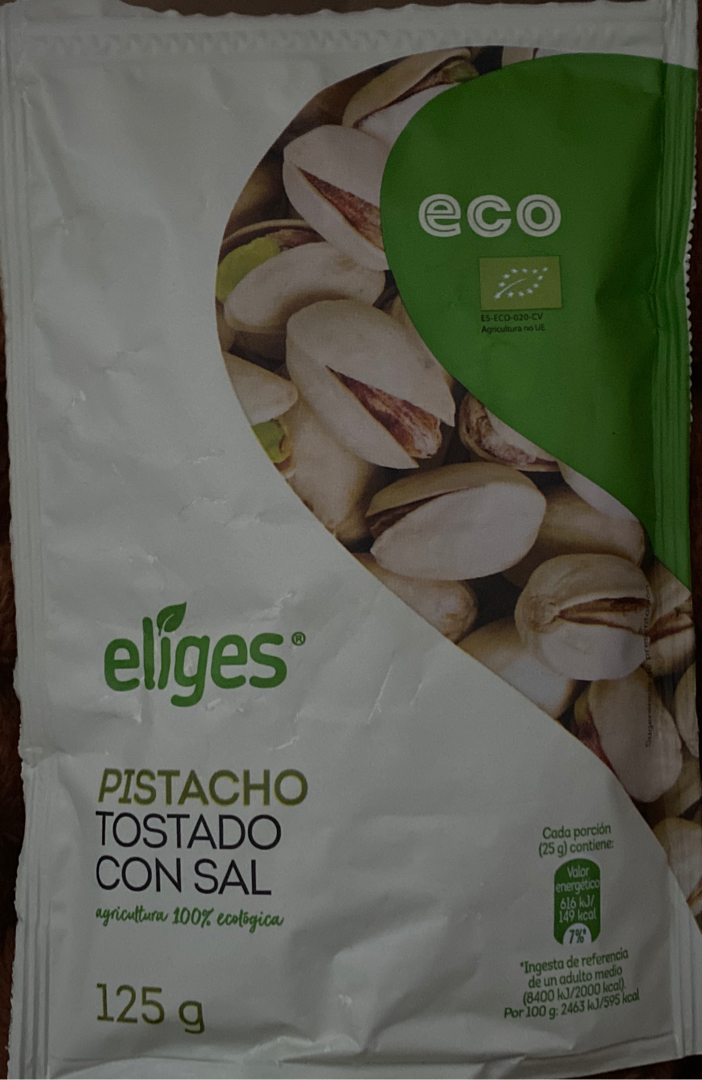 eco
ES-ECO-020-CV
Agricultura no UE
eliges®
PISTACHO
TOSTADO
CON SAL
agricultura 100% ecológica
125 g
Cada porción
(25 g) contiene:
Valor
energético
616 kJ/
149 kcal
7%*
*Ingesta de referencia
de un adulto medio
(8400 kJ/2000 kcal).
Por 100 g: 2463 kJ/595 kcal